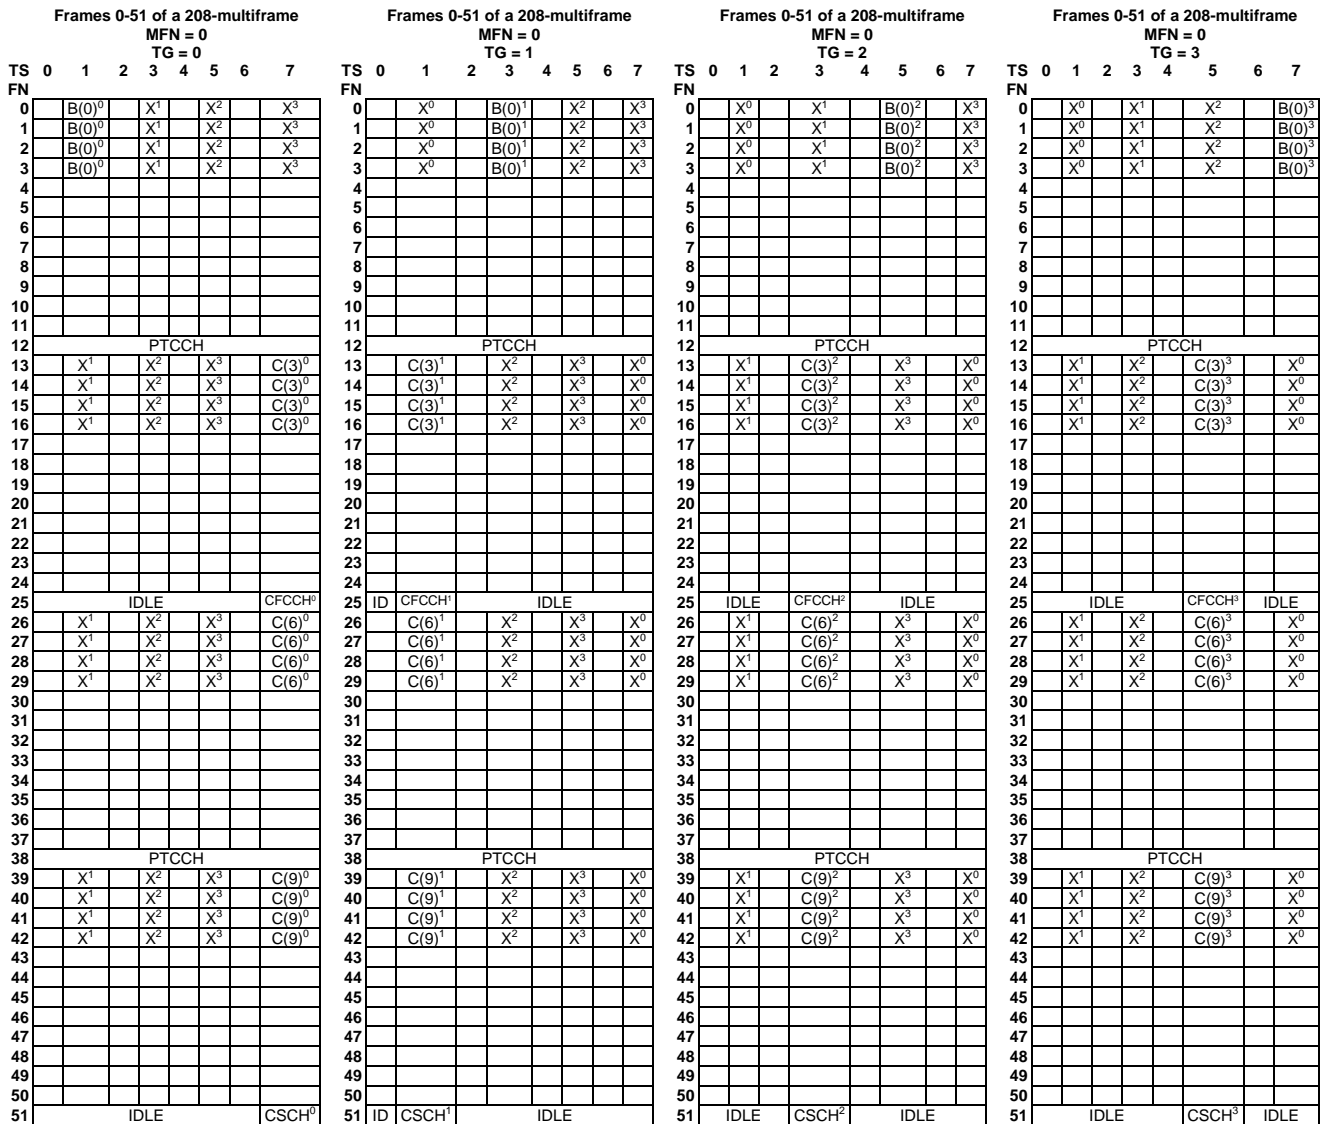 Frames 0-51 of a 208-multiframe Frames 0-51 of a 208-multiframe Frames 0-51 of a 208-multiframe Frames 0-51 of a 208-multiframe
MFN = 0 MFN = 0 MFN = 0 MFN = 0
TG = 0 TG = 1 TG = 2 TG = 3
TS 0 1 2 3 4 5 6 7 TS 0 1 2 3 4 5 6 7 TS 0 1 2 3 4 5 6 7 TS 0 1 2 3 4 5 6 7
FN FN FN FN
0 B(0)⁰ X¹ X² X³ 0 X⁰ B(0)¹ X² X³ 0 X⁰ X¹ B(0)² X³ 0 X⁰ X¹ X² B(0)³
1 B(0)⁰ X¹ X² X³ 1 X⁰ B(0)¹ X² X³ 1 X⁰ X¹ B(0)² X³ 1 X⁰ X¹ X² B(0)³
2 B(0)⁰ X¹ X² X³ 2 X⁰ B(0)¹ X² X³ 2 X⁰ X¹ B(0)² X³ 2 X⁰ X¹ X² B(0)³
3 B(0)⁰ X¹ X² X³ 3 X⁰ B(0)¹ X² X³ 3 X⁰ X¹ B(0)² X³ 3 X⁰ X¹ X² B(0)³
4 4 4 4
5 5 5 5
6 6 6 6
7 7 7 7
8 8 8 8
9 9 9 9
10 10 10 10
11 11 11 11
12 PTCCH 12 PTCCH 12 PTCCH 12 PTCCH
13 X¹ X² X³ C(3)⁰ 13 C(3)¹ X² X³ X⁰ 13 X¹ C(3)² X³ X⁰ 13 X¹ X² C(3)³ X⁰
14 X¹ X² X³ C(3)⁰ 14 C(3)¹ X² X³ X⁰ 14 X¹ C(3)² X³ X⁰ 14 X¹ X² C(3)³ X⁰
15 X¹ X² X³ C(3)⁰ 15 C(3)¹ X² X³ X⁰ 15 X¹ C(3)² X³ X⁰ 15 X¹ X² C(3)³ X⁰
16 X¹ X² X³ C(3)⁰ 16 C(3)¹ X² X³ X⁰ 16 X¹ C(3)² X³ X⁰ 16 X¹ X² C(3)³ X⁰
17 17 17 17
18 18 18 18
19 19 19 19
20 20 20 20
21 21 21 21
22 22 22 22
23 23 23 23
24 24 24 24
25 IDLE CFCCH⁰ 25 ID CFCCH¹ IDLE 25 IDLE CFCCH² IDLE 25 IDLE CFCCH³ IDLE
26 X¹ X² X³ C(6)⁰ 26 C(6)¹ X² X³ X⁰ 26 X¹ C(6)² X³ X⁰ 26 X¹ X² C(6)³ X⁰
27 X¹ X² X³ C(6)⁰ 27 C(6)¹ X² X³ X⁰ 27 X¹ C(6)² X³ X⁰ 27 X¹ X² C(6)³ X⁰
28 X¹ X² X³ C(6)⁰ 28 C(6)¹ X² X³ X⁰ 28 X¹ C(6)² X³ X⁰ 28 X¹ X² C(6)³ X⁰
29 X¹ X² X³ C(6)⁰ 29 C(6)¹ X² X³ X⁰ 29 X¹ C(6)² X³ X⁰ 29 X¹ X² C(6)³ X⁰
30 30 30 30
31 31 31 31
32 32 32 32
33 33 33 33
34 34 34 34
35 35 35 35
36 36 36 36
37 37 37 37
38 PTCCH 38 PTCCH 38 PTCCH 38 PTCCH
39 X¹ X² X³ C(9)⁰ 39 C(9)¹ X² X³ X⁰ 39 X¹ C(9)² X³ X⁰ 39 X¹ X² C(9)³ X⁰
40 X¹ X² X³ C(9)⁰ 40 C(9)¹ X² X³ X⁰ 40 X¹ C(9)² X³ X⁰ 40 X¹ X² C(9)³ X⁰
41 X¹ X² X³ C(9)⁰ 41 C(9)¹ X² X³ X⁰ 41 X¹ C(9)² X³ X⁰ 41 X¹ X² C(9)³ X⁰
42 X¹ X² X³ C(9)⁰ 42 C(9)¹ X² X³ X⁰ 42 X¹ C(9)² X³ X⁰ 42 X¹ X² C(9)³ X⁰
43 43 43 43
44 44 44 44
45 45 45 45
46 46 46 46
47 47 47 47
48 48 48 48
49 49 49 49
50 50 50 50
51 IDLE CSCH⁰ 51 ID CSCH¹ IDLE 51 IDLE CSCH² IDLE 51 IDLE CSCH³ IDLE